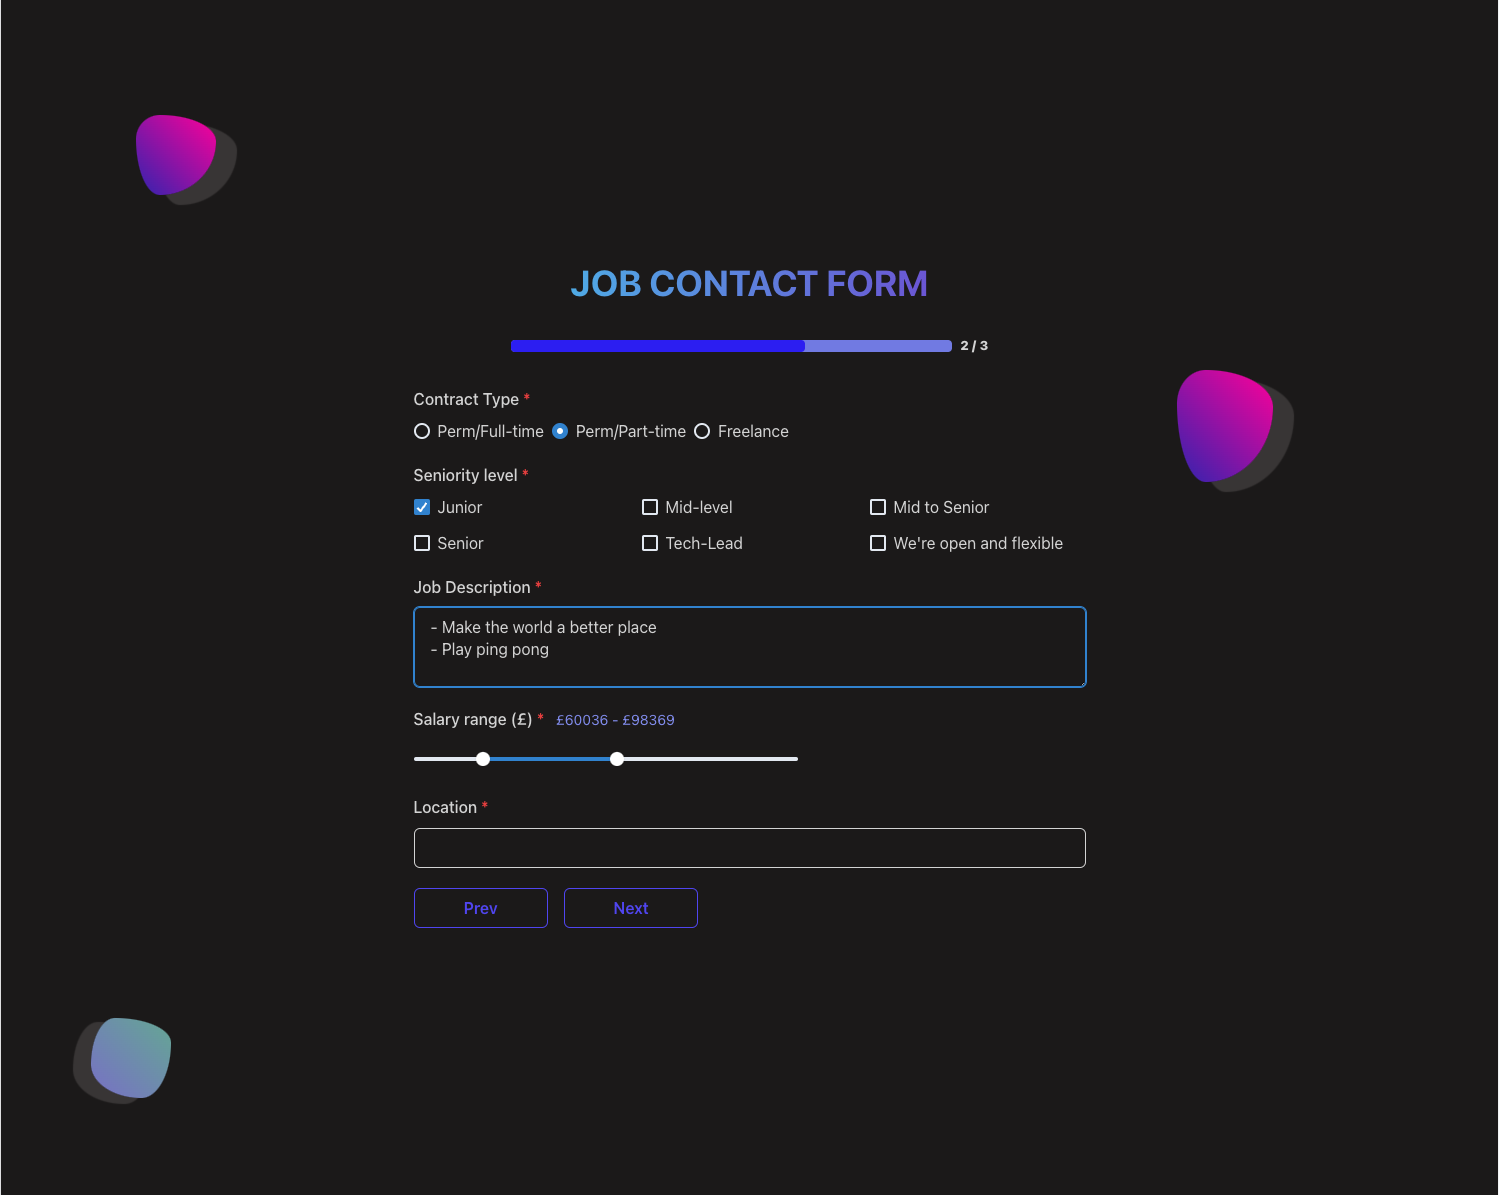 JOB CONTACT FORM
2 / 3
Contract Type *
Perm/Full-time Perm/Part-time Freelance
Seniority level *
Junior Mid-level Mid to Senior
Senior Tech-Lead We're open and flexible
Job Description *
- Make the world a better place
- Play ping pong
Salary range (£) * £60036 - £98369
Location *
Prev Next